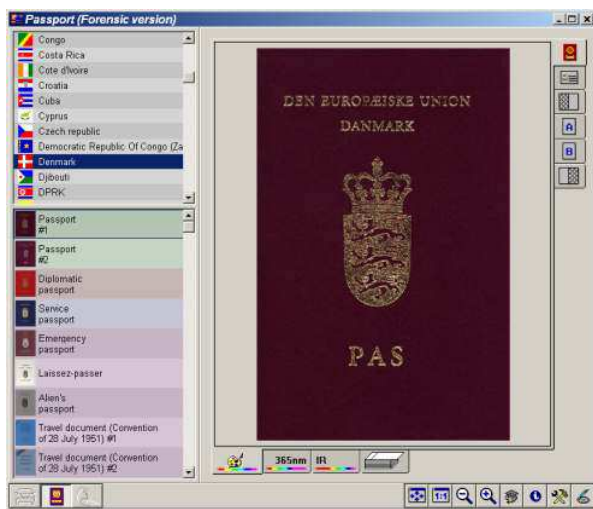 Passport (Forensic version)
Congo
Costa Rica
Cote d'Ivoire
Croatia
Cuba
Cyprus
Czech republic
Democratic Republic Of Congo (Za
Denmark
Djibouti
DPRK
Passport
#1
Passport
#2
Diplomatic
passport
Service
passport
Emergency
passport
Laissez-passer
Alien's
passport
Travel document (Convention
of 28 July 1951) #1
Travel document (Convention
of 28 July 1951) #2
DEN EUROPÆISKE UNION
DANMARK
PAS
A
B
365nm
IR
1:1